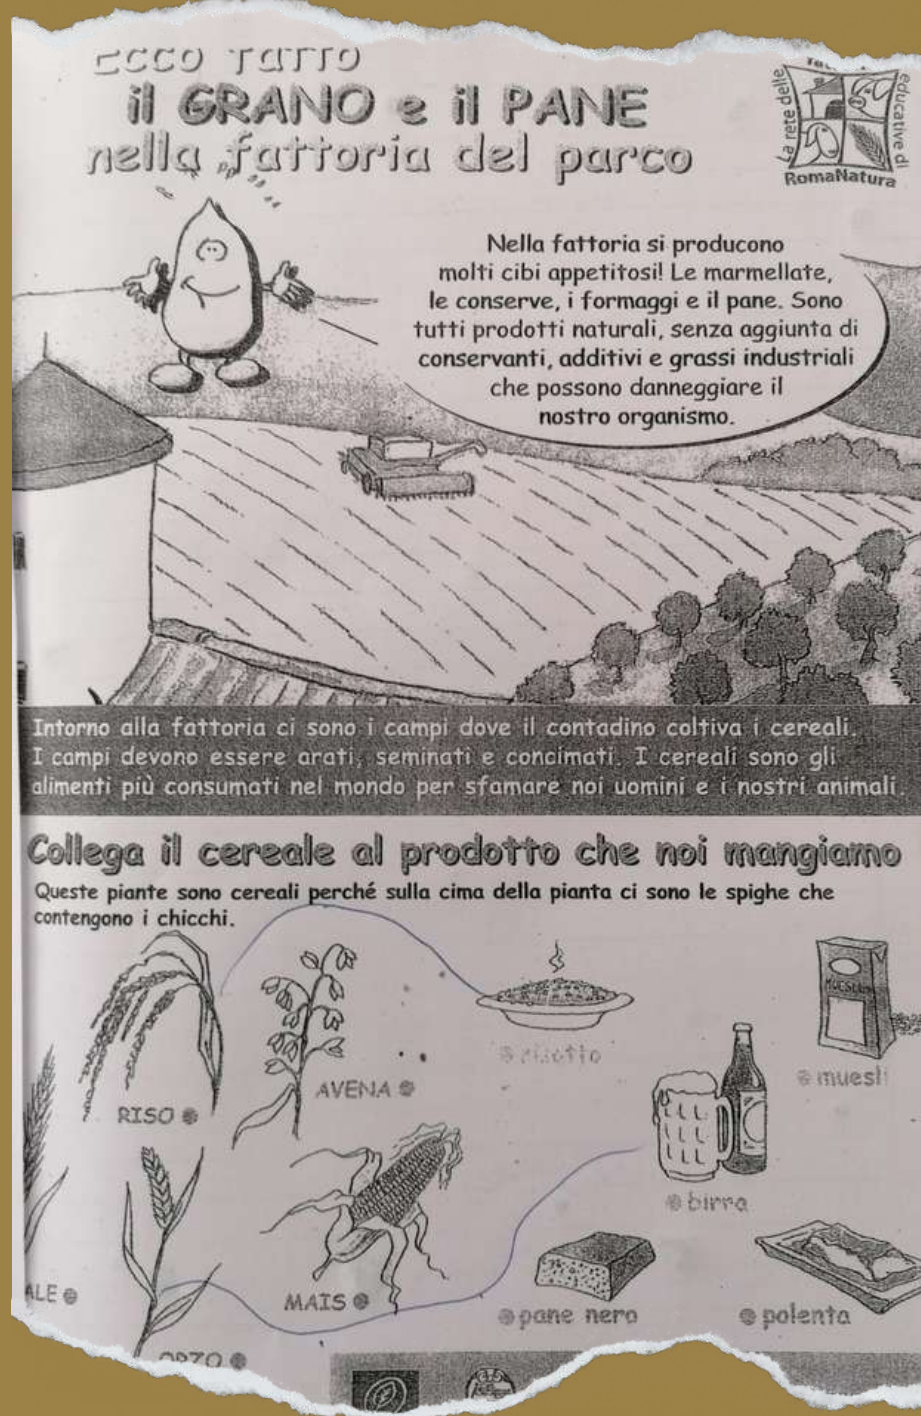 ECCO TATTO
il GRANO e il PANE
nella fattoria del parco
La rete delle
educative di
RomaNatura
Nella fattoria si producono
molti cibi appetitosi! Le marmellate,
le conserve, i formaggi e il pane. Sono
tutti prodotti naturali, senza aggiunta di
conservanti, additivi e grassi industriali
che possono danneggiare il
nostro organismo.
Intorno alla fattoria ci sono i campi dove il contadino coltiva i cereali.
I campi devono essere arati, seminati e concimati. I cereali sono gli
alimenti più consumati nel mondo per sfamare noi uomini e i nostri animali.
Collega il cereale al prodotto che noi mangiamo
Queste piante sono cereali perché sulla cima della pianta ci sono le spighe che
contengono i chicchi.
RISO
AVENA
risotto
MUESLI
muesli
birra
ALE
MAIS
pane nero
polenta
ORZO